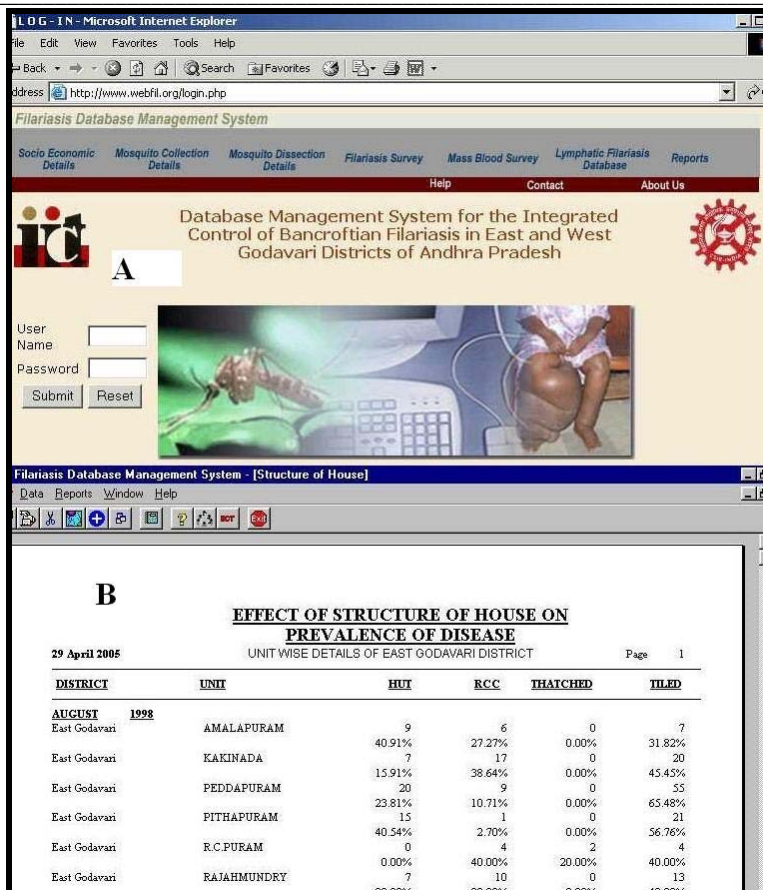 L O G - I N - Microsoft Internet Explorer
File Edit View Favorites Tools Help
Back Search Favorites
Address http://www.webfil.org/login.php
Filariasis Database Management System
Socio Economic Details Mosquito Collection Details Mosquito Dissection Details Filariasis Survey Mass Blood Survey Lymphatic Filariasis Database Reports
Help Contact About Us
iict
Database Management System for the Integrated
Control of Bancroftian Filariasis in East and West
Godavari Districts of Andhra Pradesh
A
User Name
Password
Submit Reset
Filariasis Database Management System - [Structure of House]
Data Reports Window Help
Exit
B
EFFECT OF STRUCTURE OF HOUSE ON
PREVALENCE OF DISEASE
29 April 2005 UNIT WISE DETAILS OF EAST GODAVARI DISTRICT Page 1
DISTRICT UNIT HUT RCC THATCHED TILED
AUGUST 1998
East Godavari AMALAPURAM 9 6 0 7
40.91% 27.27% 0.00% 31.82%
East Godavari KAKINADA 7 17 0 20
15.91% 38.64% 0.00% 45.45%
East Godavari PEDDAPURAM 20 9 0 55
23.81% 10.71% 0.00% 65.48%
East Godavari PITHAPURAM 15 1 0 21
40.54% 2.70% 0.00% 56.76%
East Godavari R.C.PURAM 0 4 2 4
0.00% 40.00% 20.00% 40.00%
East Godavari RAJAHMUNDRY 7 10 0 13